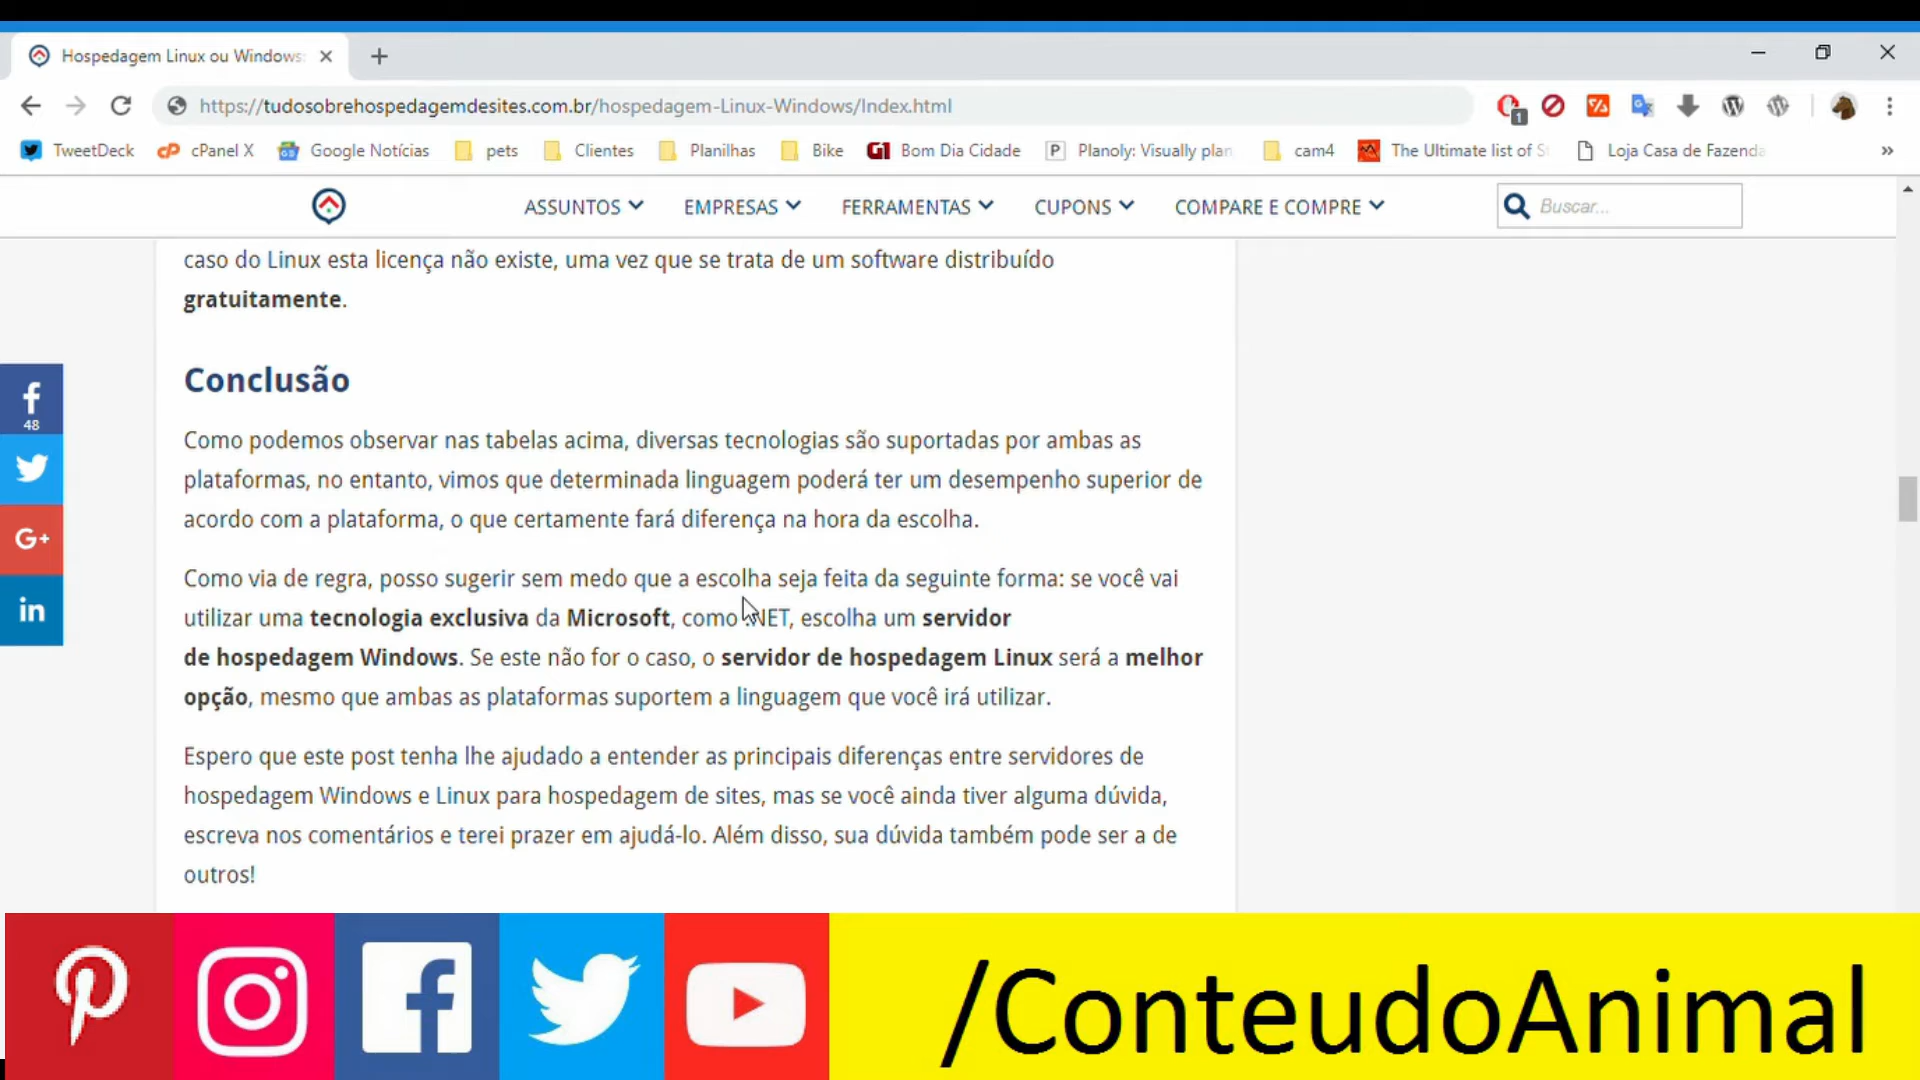 Hospedagem Linux ou Windows:
https://tudosobrehospedagemdesites.com.br/hospedagem-Linux-Windows/Index.html
1
TweetDeck cPanel X Google Notícias pets Clientes Planilhas Bike G1 Bom Dia Cidade P Planoly: Visually plan cam4 The Ultimate list of S Loja Casa de Fazenda »
ASSUNTOS EMPRESAS FERRAMENTAS CUPONS COMPARE E COMPRE Buscar...
caso do Linux esta licença não existe, uma vez que se trata de um software distribuído
gratuitamente.
Conclusão
Como podemos observar nas tabelas acima, diversas tecnologias são suportadas por ambas as
plataformas, no entanto, vimos que determinada linguagem poderá ter um desempenho superior de
acordo com a plataforma, o que certamente fará diferença na hora da escolha.
Como via de regra, posso sugerir sem medo que a escolha seja feita da seguinte forma: se você vai
utilizar uma tecnologia exclusiva da Microsoft, como .NET, escolha um servidor
de hospedagem Windows. Se este não for o caso, o servidor de hospedagem Linux será a melhor
opção, mesmo que ambas as plataformas suportem a linguagem que você irá utilizar.
Espero que este post tenha lhe ajudado a entender as principais diferenças entre servidores de
hospedagem Windows e Linux para hospedagem de sites, mas se você ainda tiver alguma dúvida,
escreva nos comentários e terei prazer em ajudá-lo. Além disso, sua dúvida também pode ser a de
outros!
f
48
G+
in
/ConteudoAnimal